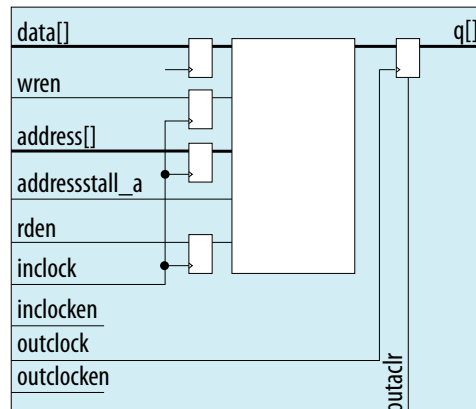 data[]
q[]
wren
address[]
addressstall_a
rden
inclock
inclocken
outclock
outclocken
outaclr